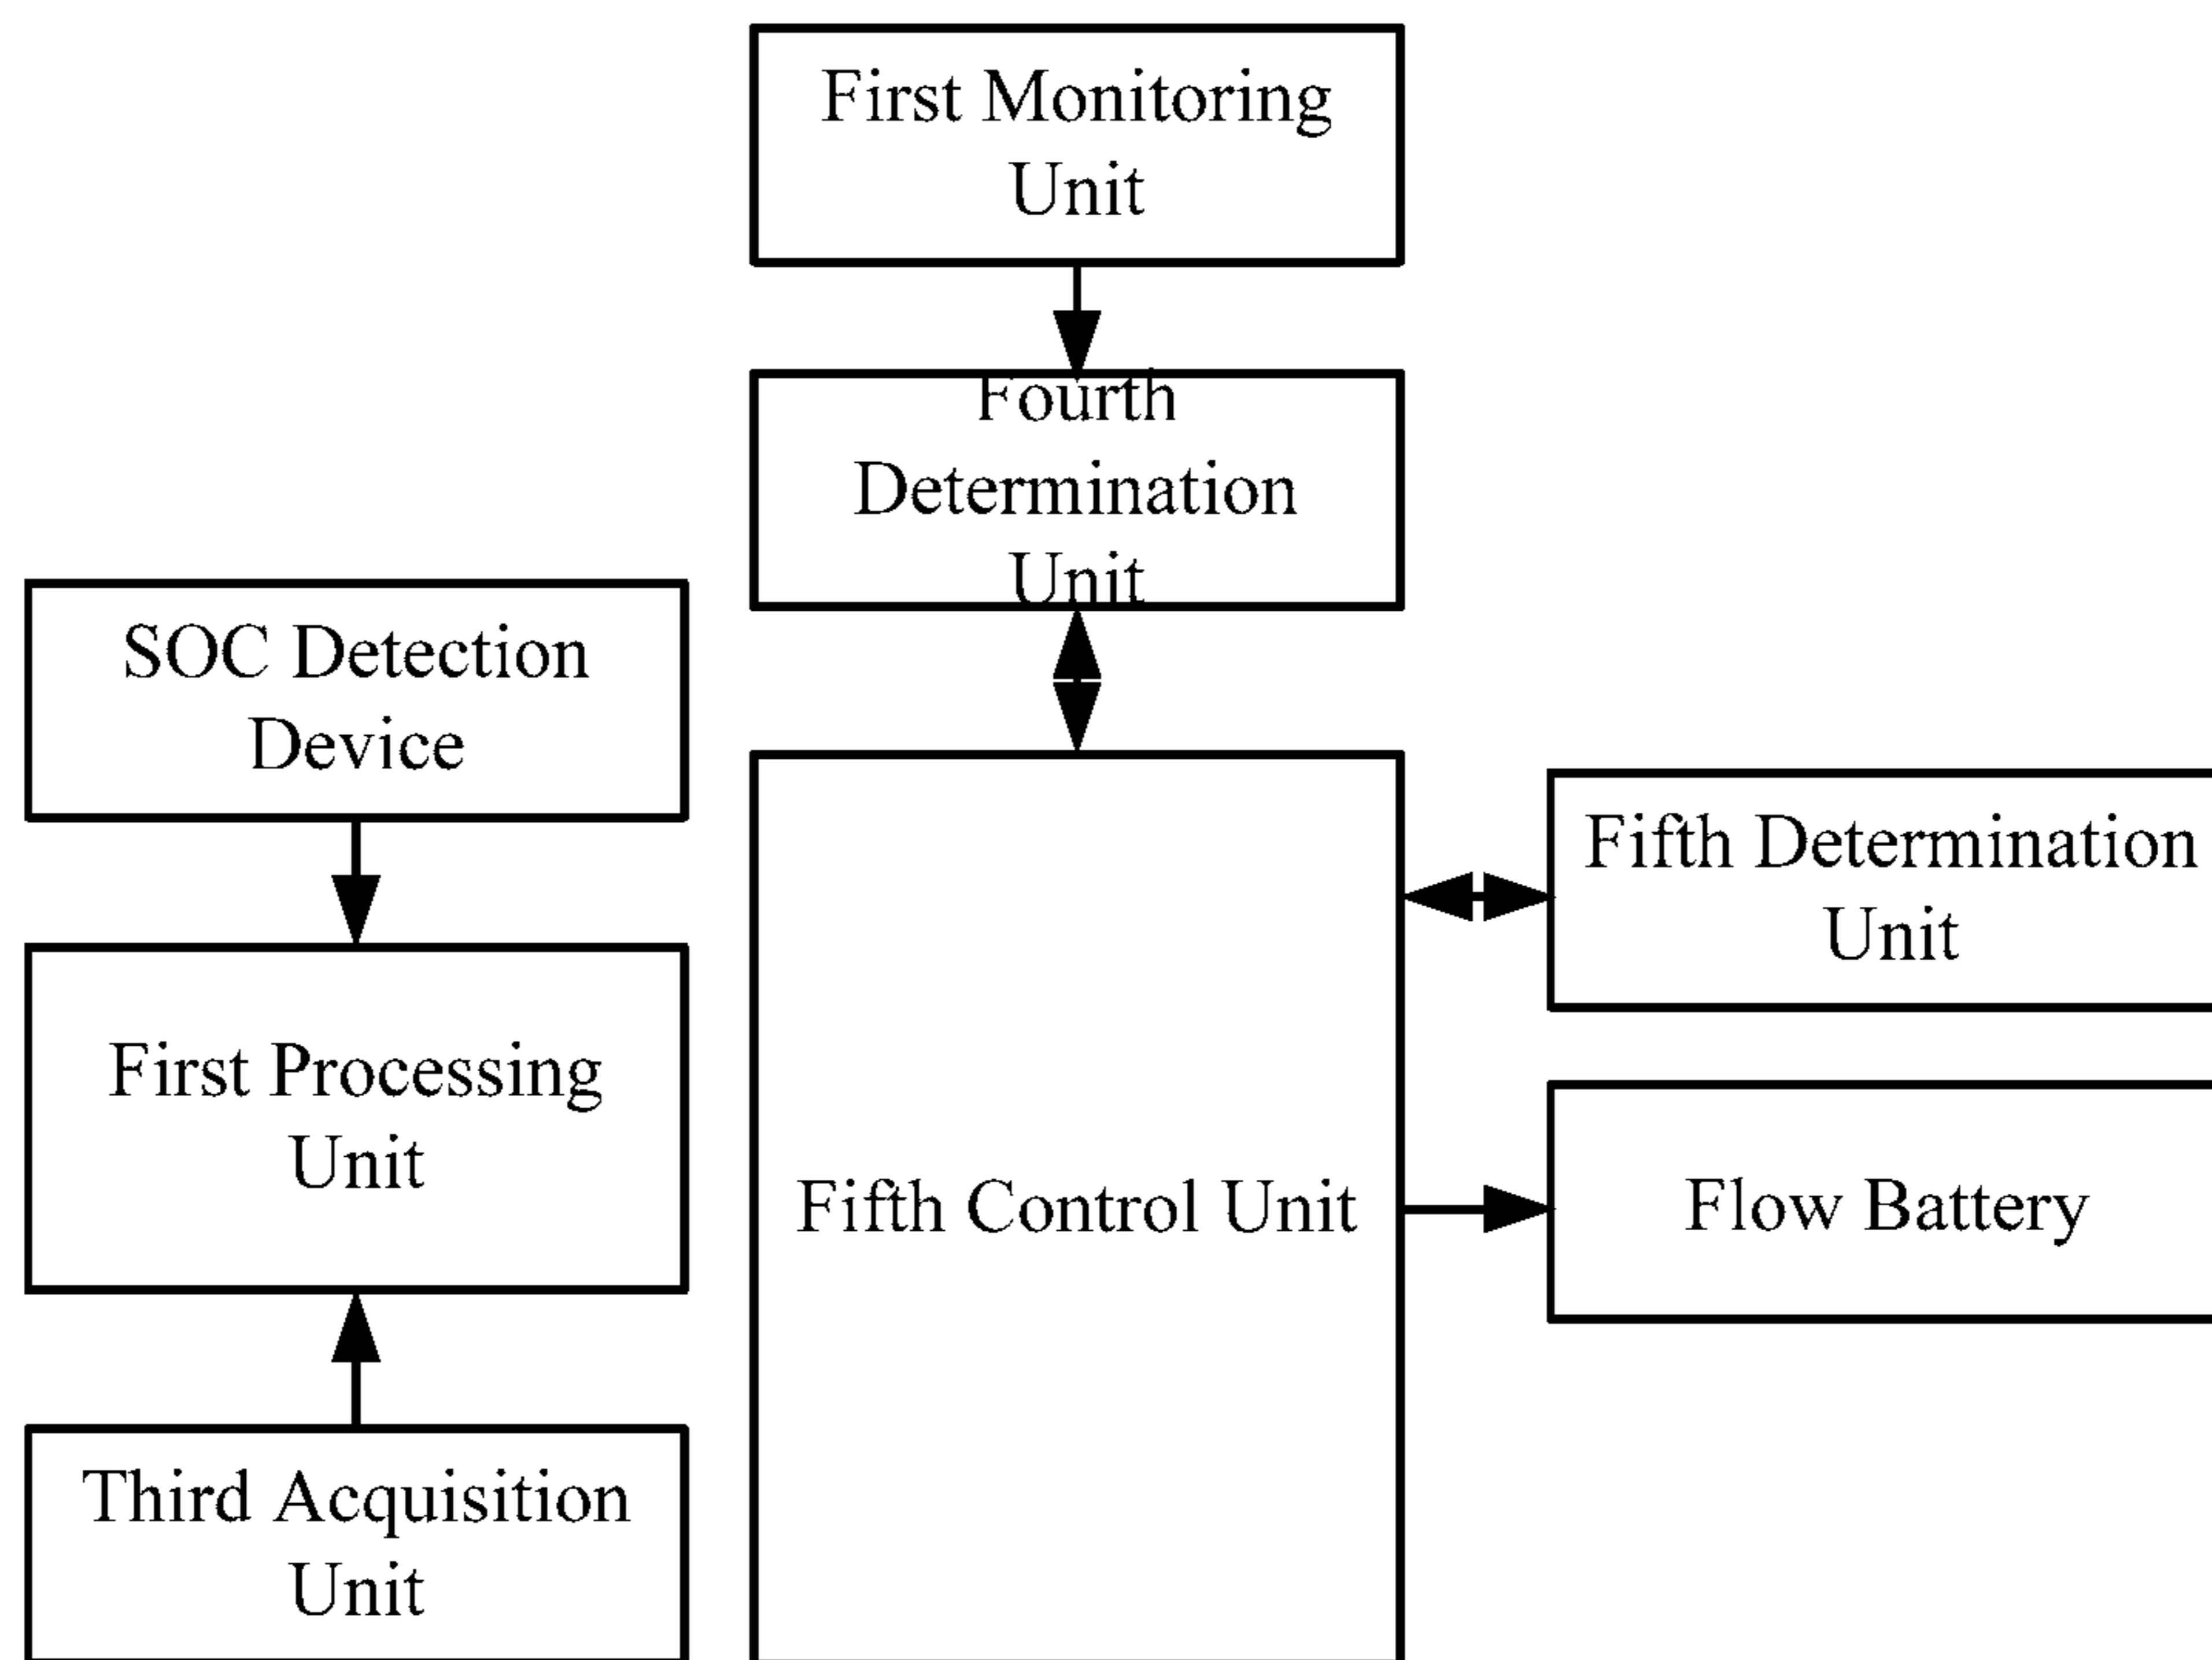 First Monitoring
Unit
Fourth
Determination
Unit
SOC Detection
Device
First Processing
Unit
Third Acquisition
Unit
Fifth Control Unit
Fifth Determination
Unit
Flow Battery